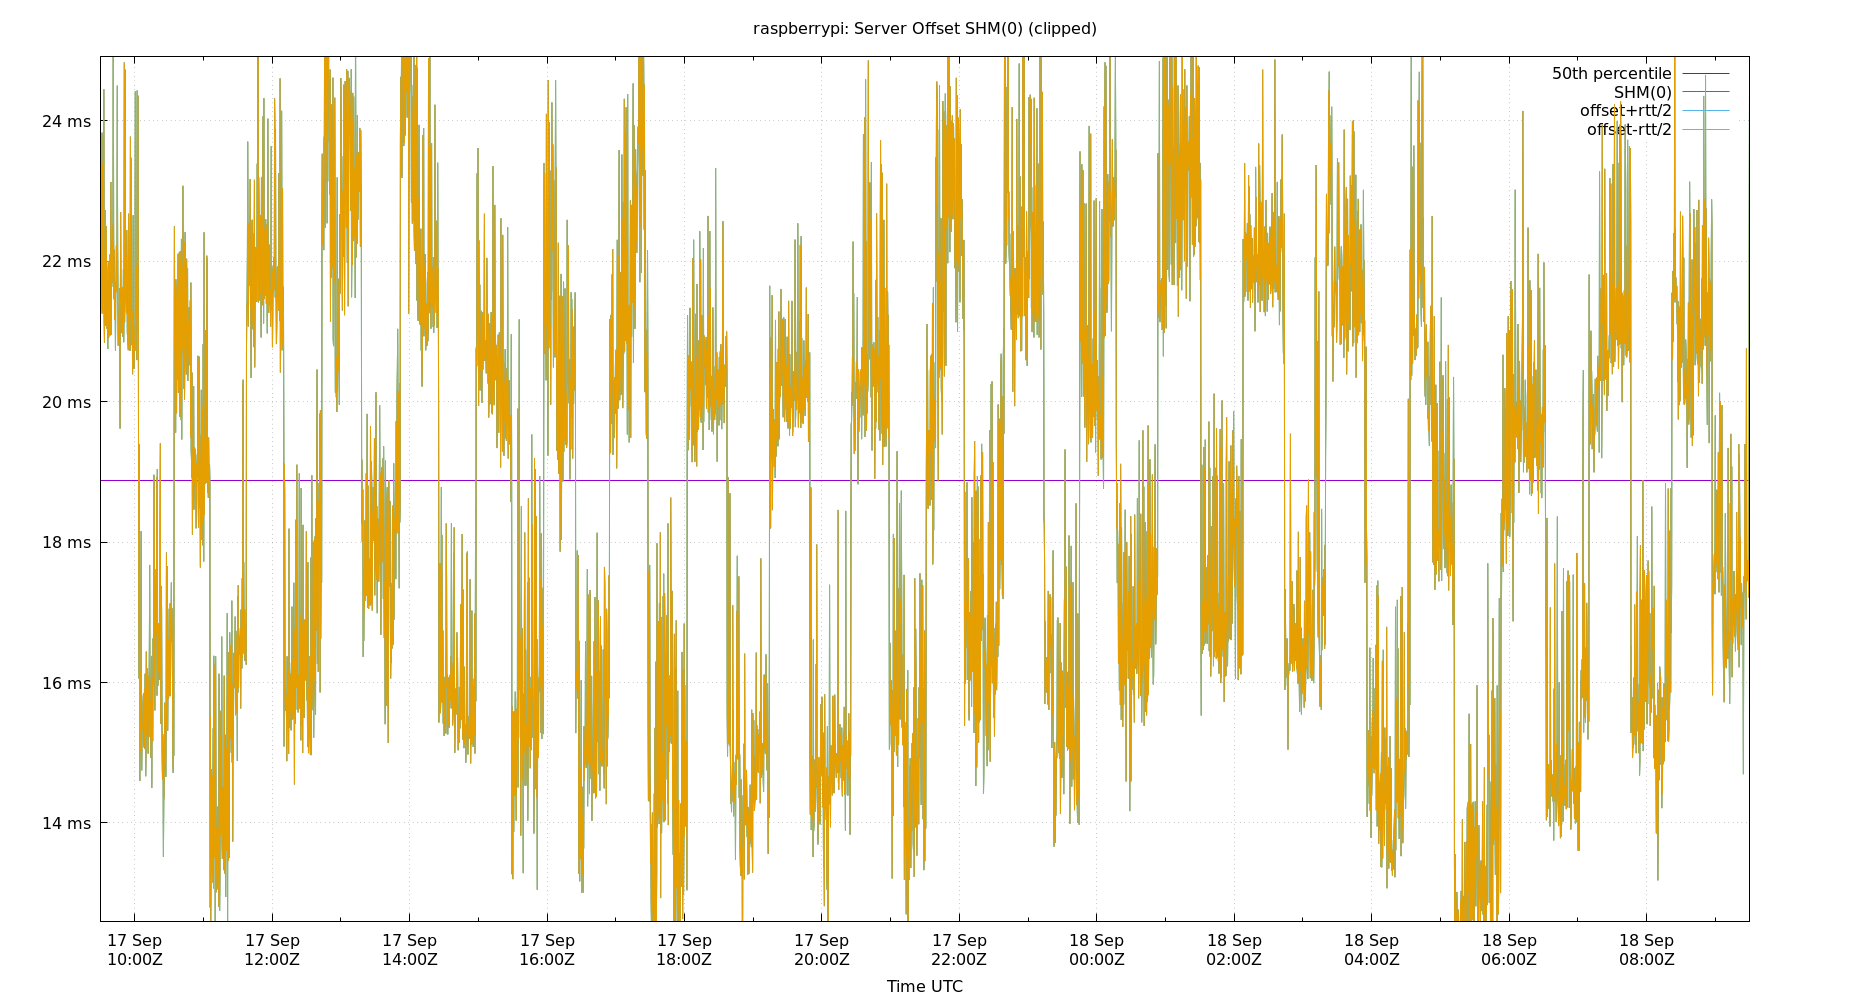 raspberrypi: Server Offset SHM(0) (clipped)
50th percentile
SHM(0)
offset+rtt/2
offset-rtt/2
24 ms
22 ms
20 ms
18 ms
16 ms
14 ms
17 Sep 17 Sep 17 Sep 17 Sep 17 Sep 17 Sep 17 Sep 18 Sep 18 Sep 18 Sep 18 Sep 18 Sep
10:00Z 12:00Z 14:00Z 16:00Z 18:00Z 20:00Z 22:00Z 00:00Z 02:00Z 04:00Z 06:00Z 08:00Z
Time UTC